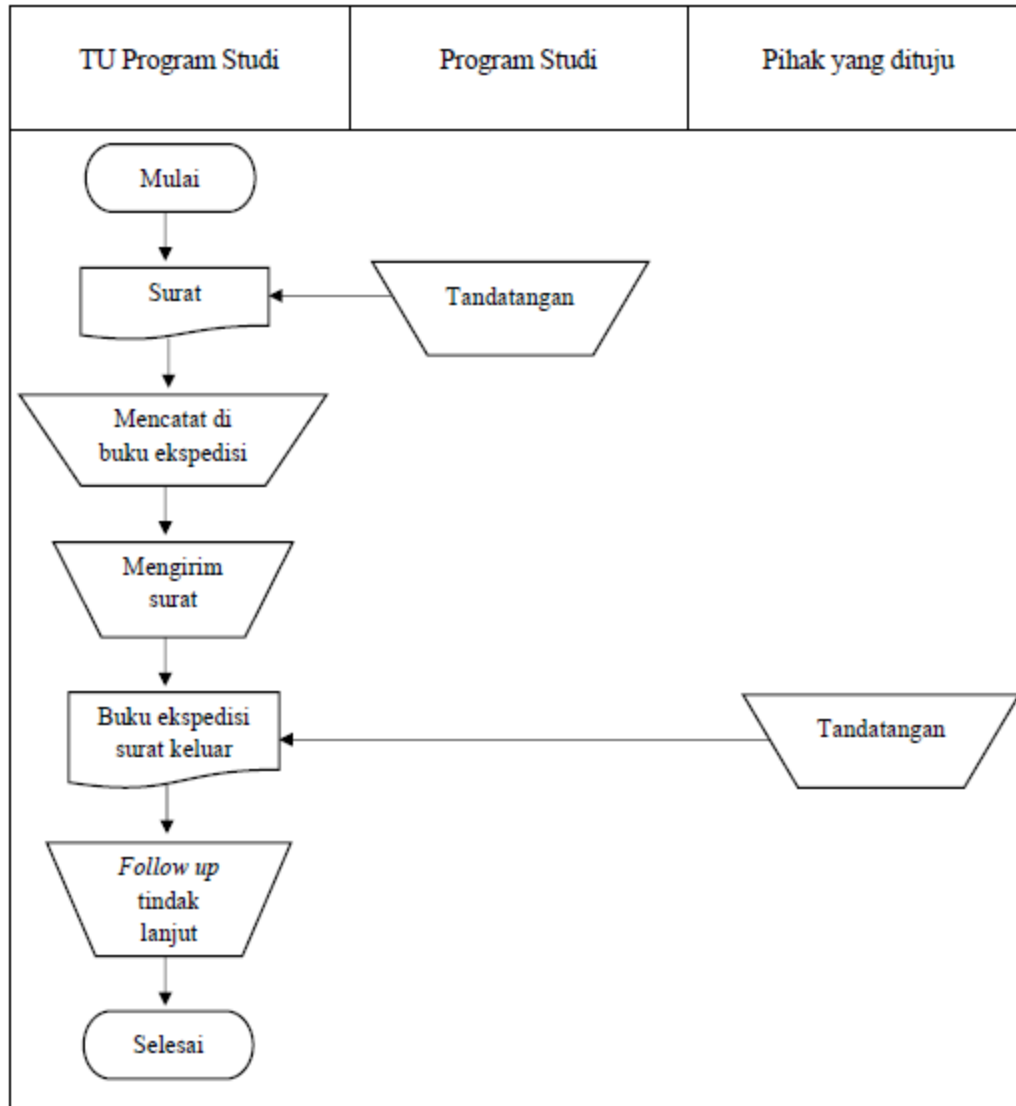 TU Program Studi
Program Studi
Pihak yang dituju
Mulai
Surat
Tandatangan
Mencatat di
buku ekspedisi
Mengirim
surat
Buku ekspedisi
surat keluar
Tandatangan
Follow up
tindak
lanjut
Selesai